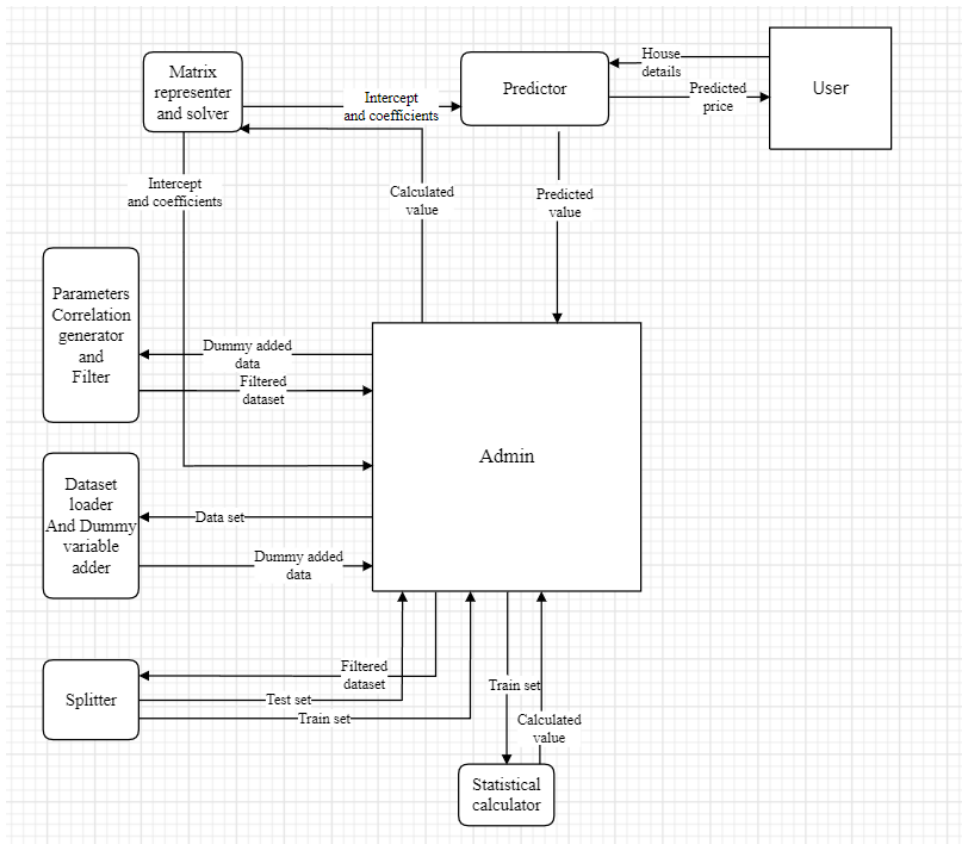 Matrix
representer
and solver
Intercept
and coefficients
Predictor
House
details
Predicted
price
User
Intercept
and coefficients
Calculated
value
Predicted
value
Parameters
Correlation
generator
and
Filter
Dummy added
data
Filtered
dataset
Admin
Dataset
loader
And Dummy
variable
adder
Data set
Dummy added
data
Splitter
Filtered
dataset
Test set
Train set
Train set
Calculated
value
Statistical
calculator